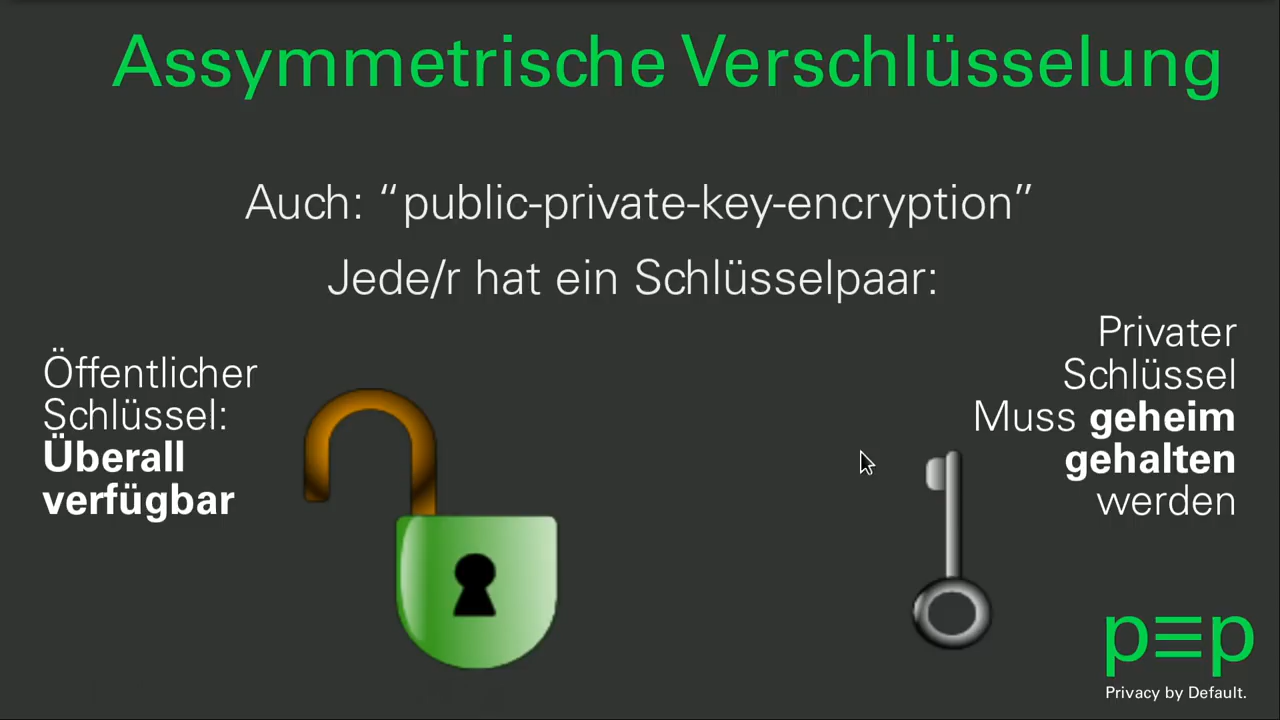 Assymmetrische Verschlüsselung
Auch: “public-private-key-encryption”
Jede/r hat ein Schlüsselpaar:
Öffentlicher
Schlüssel:
Überall
verfügbar
Privater
Schlüssel
Muss geheim
gehalten
werden
p≡p
Privacy by Default.